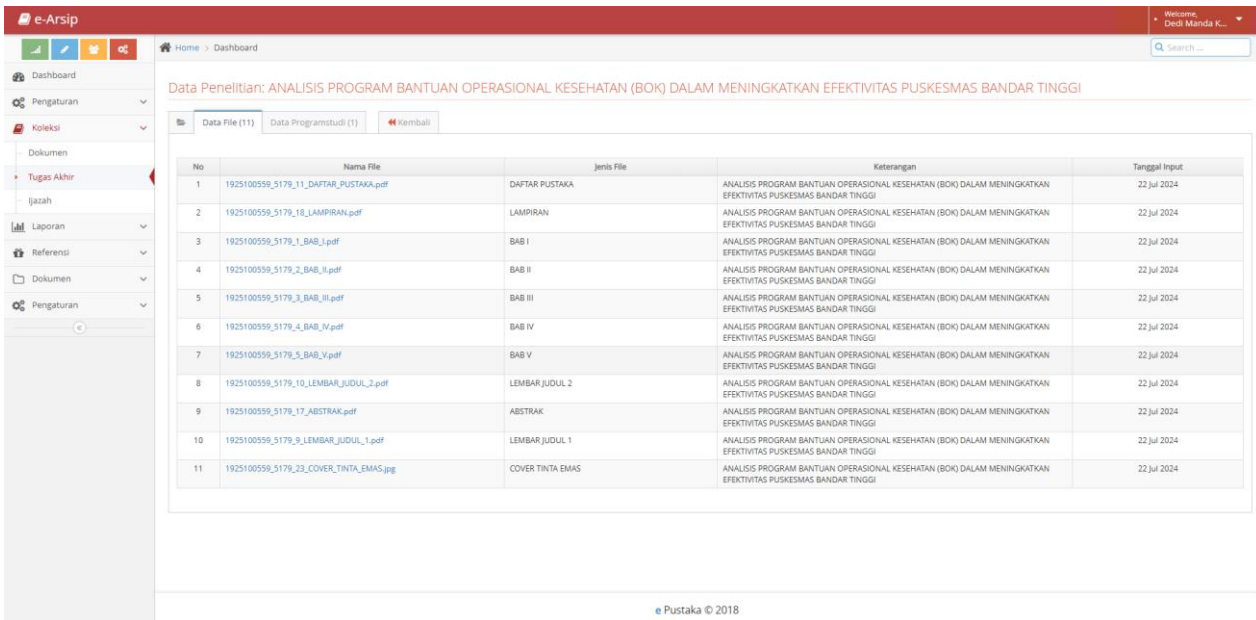 e-Arsip
Welcome,
Dedi Manda K...
Home > Dashboard
Search ...
Dashboard
Pengaturan
Koleksi
Dokumen
Tugas Akhir
Ijazah
Laporan
Referensi
Dokumen
Pengaturan
Data Penelitian: ANALISIS PROGRAM BANTUAN OPERASIONAL KESEHATAN (BOK) DALAM MENINGKATKAN EFEKTIVITAS PUSKESMAS BANDAR TINGGI
Data File (11) Data Programstudi (1) Kembali
No Nama File Jenis File Keterangan Tanggal Input
1 1925100559_5179_11_DAFTAR_PUSTAKA.pdf DAFTAR PUSTAKA ANALISIS PROGRAM BANTUAN OPERASIONAL KESEHATAN (BOK) DALAM MENINGKATKAN 22 Jul 2024
EFEKTIVITAS PUSKESMAS BANDAR TINGGI
2 1925100559_5179_18_LAMPIRAN.pdf LAMPIRAN ANALISIS PROGRAM BANTUAN OPERASIONAL KESEHATAN (BOK) DALAM MENINGKATKAN 22 Jul 2024
EFEKTIVITAS PUSKESMAS BANDAR TINGGI
3 1925100559_5179_1_BAB_I.pdf BAB I ANALISIS PROGRAM BANTUAN OPERASIONAL KESEHATAN (BOK) DALAM MENINGKATKAN 22 Jul 2024
EFEKTIVITAS PUSKESMAS BANDAR TINGGI
4 1925100559_5179_2_BAB_II.pdf BAB II ANALISIS PROGRAM BANTUAN OPERASIONAL KESEHATAN (BOK) DALAM MENINGKATKAN 22 Jul 2024
EFEKTIVITAS PUSKESMAS BANDAR TINGGI
5 1925100559_5179_3_BAB_III.pdf BAB III ANALISIS PROGRAM BANTUAN OPERASIONAL KESEHATAN (BOK) DALAM MENINGKATKAN 22 Jul 2024
EFEKTIVITAS PUSKESMAS BANDAR TINGGI
6 1925100559_5179_4_BAB_IV.pdf BAB IV ANALISIS PROGRAM BANTUAN OPERASIONAL KESEHATAN (BOK) DALAM MENINGKATKAN 22 Jul 2024
EFEKTIVITAS PUSKESMAS BANDAR TINGGI
7 1925100559_5179_5_BAB_V.pdf BAB V ANALISIS PROGRAM BANTUAN OPERASIONAL KESEHATAN (BOK) DALAM MENINGKATKAN 22 Jul 2024
EFEKTIVITAS PUSKESMAS BANDAR TINGGI
8 1925100559_5179_10_LEMBAR_JUDUL_2.pdf LEMBAR JUDUL 2 ANALISIS PROGRAM BANTUAN OPERASIONAL KESEHATAN (BOK) DALAM MENINGKATKAN 22 Jul 2024
EFEKTIVITAS PUSKESMAS BANDAR TINGGI
9 1925100559_5179_17_ABSTRAK.pdf ABSTRAK ANALISIS PROGRAM BANTUAN OPERASIONAL KESEHATAN (BOK) DALAM MENINGKATKAN 22 Jul 2024
EFEKTIVITAS PUSKESMAS BANDAR TINGGI
10 1925100559_5179_9_LEMBAR_JUDUL_1.pdf LEMBAR JUDUL 1 ANALISIS PROGRAM BANTUAN OPERASIONAL KESEHATAN (BOK) DALAM MENINGKATKAN 22 Jul 2024
EFEKTIVITAS PUSKESMAS BANDAR TINGGI
11 1925100559_5179_23_COVER_TINTA_EMAS.jpg COVER TINTA EMAS ANALISIS PROGRAM BANTUAN OPERASIONAL KESEHATAN (BOK) DALAM MENINGKATKAN 22 Jul 2024
EFEKTIVITAS PUSKESMAS BANDAR TINGGI
e Pustaka © 2018